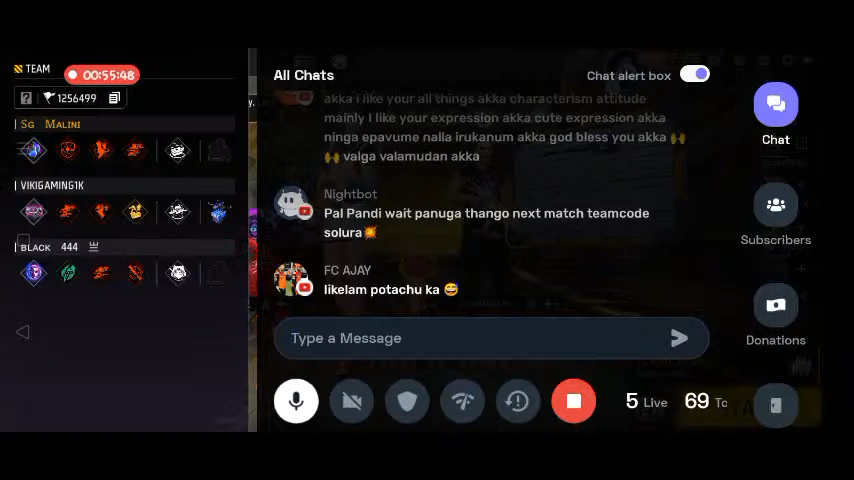 TEAM
00:55:48
1256499
SG MALINI
VIKIGAMING1K
BLACK 444
All Chats
Chat alert box
akka I like your all things akka characterism attitude
mainly I like your expression akka cute expression akka
ninga epavume nalla irukanum akka god bless you akka 🙌
🙌 valga valamudan akka
Nightbot
Pal Pandi wait panuga thango next match teamcode
solura💥
FC AJAY
likelam potachu ka 😅
Type a Message
5 Live
69 To
Chat
Subscribers
Donations